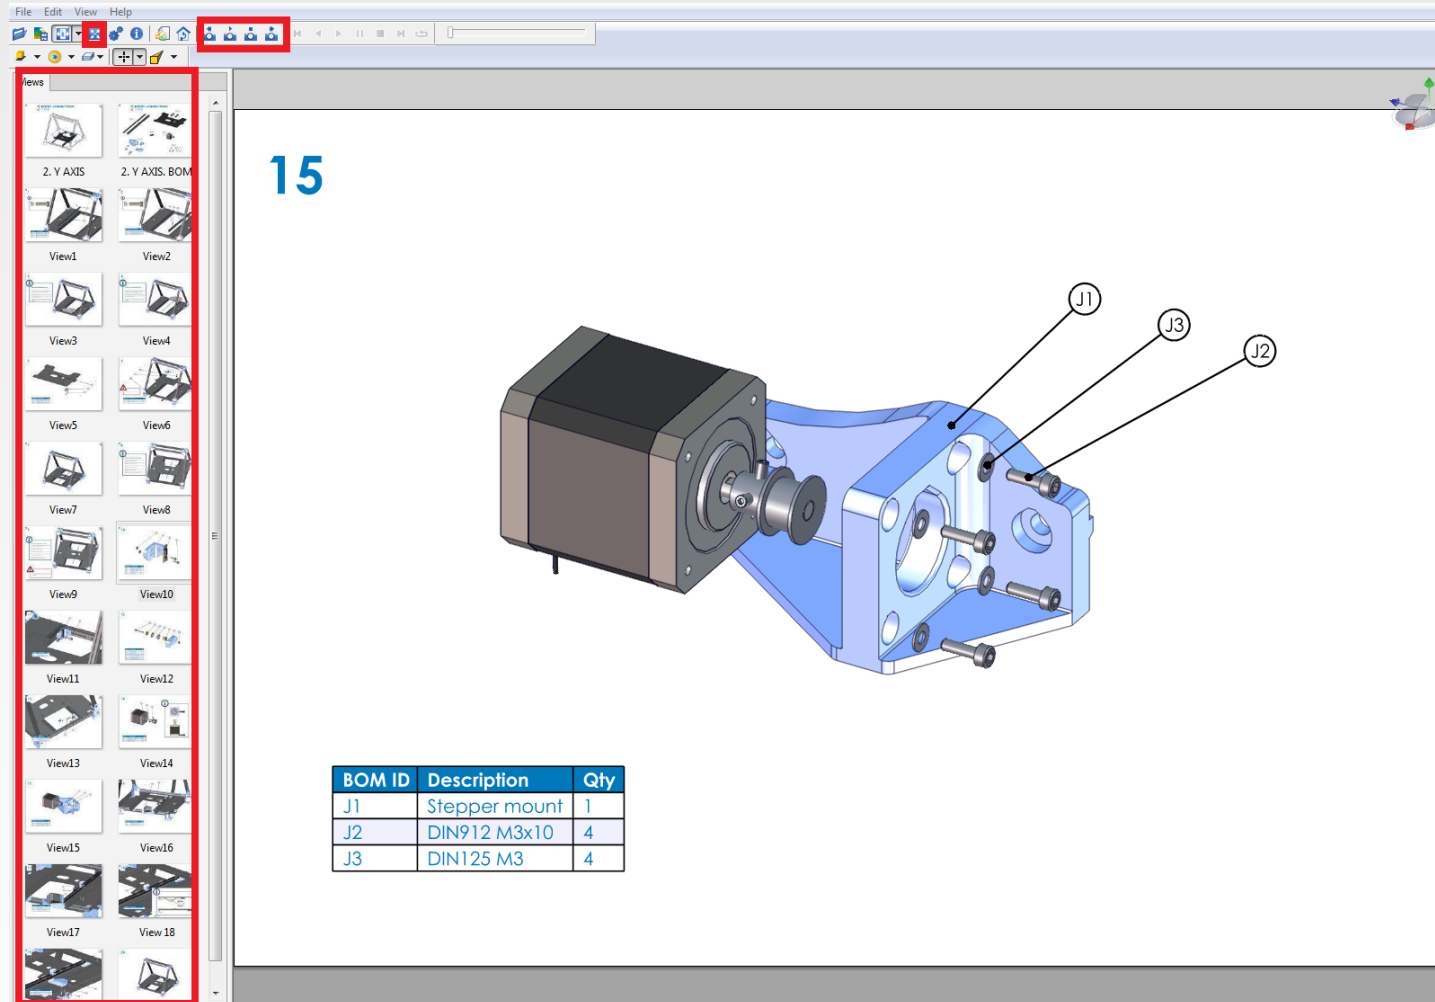 File Edit View Help
Views
2. Y AXIS
2. Y AXIS. BOM
View1
View2
View3
View4
View5
View6
View7
View8
View9
View10
View11
View12
View13
View14
View15
View16
View17
View 18
15
J1
J3
J2
BOM ID Description Qty
J1 Stepper mount 1
J2 DIN912 M3x10 4
J3 DIN125 M3 4